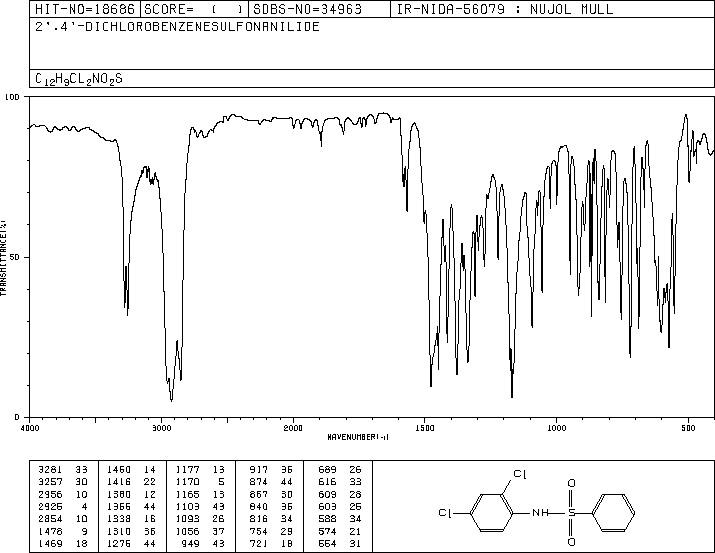 HIT-NO=18686 SCORE= ( ) SDBS-NO=34963 IR-NIDA-56079 : NUJOL MULL
2',4'-DICHLOROBENZENESULFONANILIDE
C12H9CL2NO2S
100
50
0
TRANSMITTANCE(%)
4000 3000 2000 1500 1000 500
WAVENUMBER(-1)
3281 33 1460 14 1177 13 917 36 689 26
3257 30 1416 22 1170 5 874 44 616 33
2956 10 1380 12 1165 13 867 30 609 28
2925 4 1366 44 1103 49 840 36 603 26
2854 10 1338 16 1093 26 816 34 588 34
1478 9 1310 36 1056 37 754 29 574 21
1469 18 1275 44 949 43 721 18 554 31
Cl
Cl
NH
S
O
O